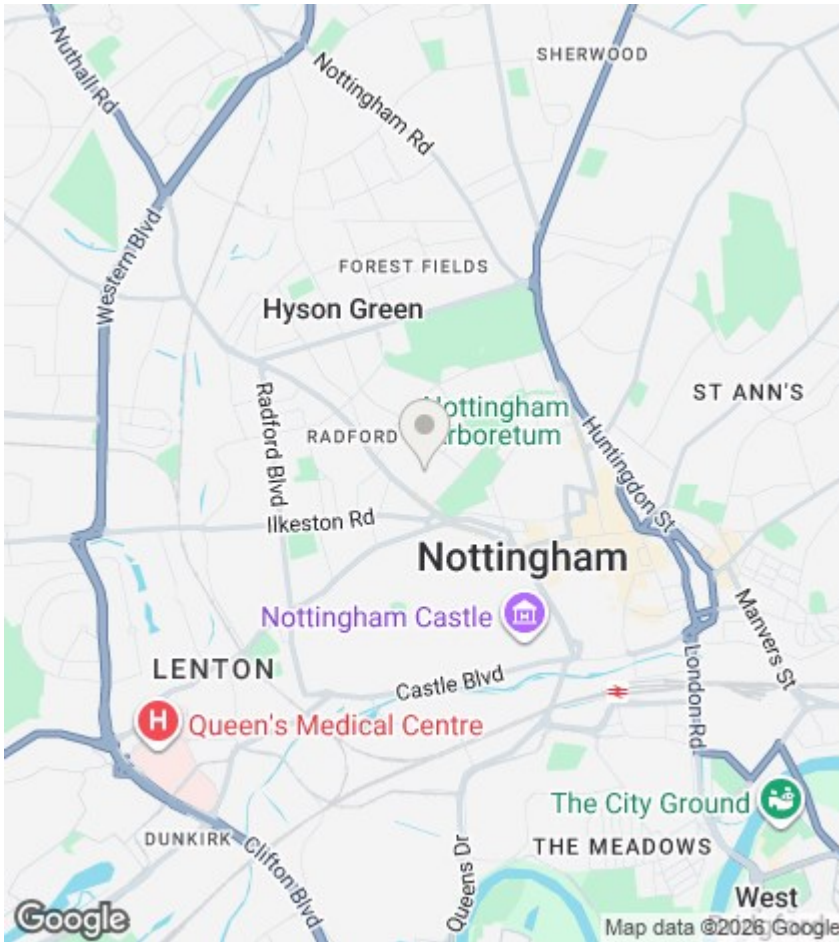 SHERWOOD
Nuthall Rd
Nottingham Rd
Western Blvd
FOREST FIELDS
Hyson Green
ST ANN'S
Nottingham
Radford Blvd
RADFORD
Huntingdon St
Ilkeston Rd
Nottingham
Nottingham Castle
Manvers St
LENTON
Castle Blvd
London Rd
H
Queen's Medical Centre
The City Ground
DUNKIRK
Clifton Blvd
Queens Dr
THE MEADOWS
West
Google
Map data ©2026 Google